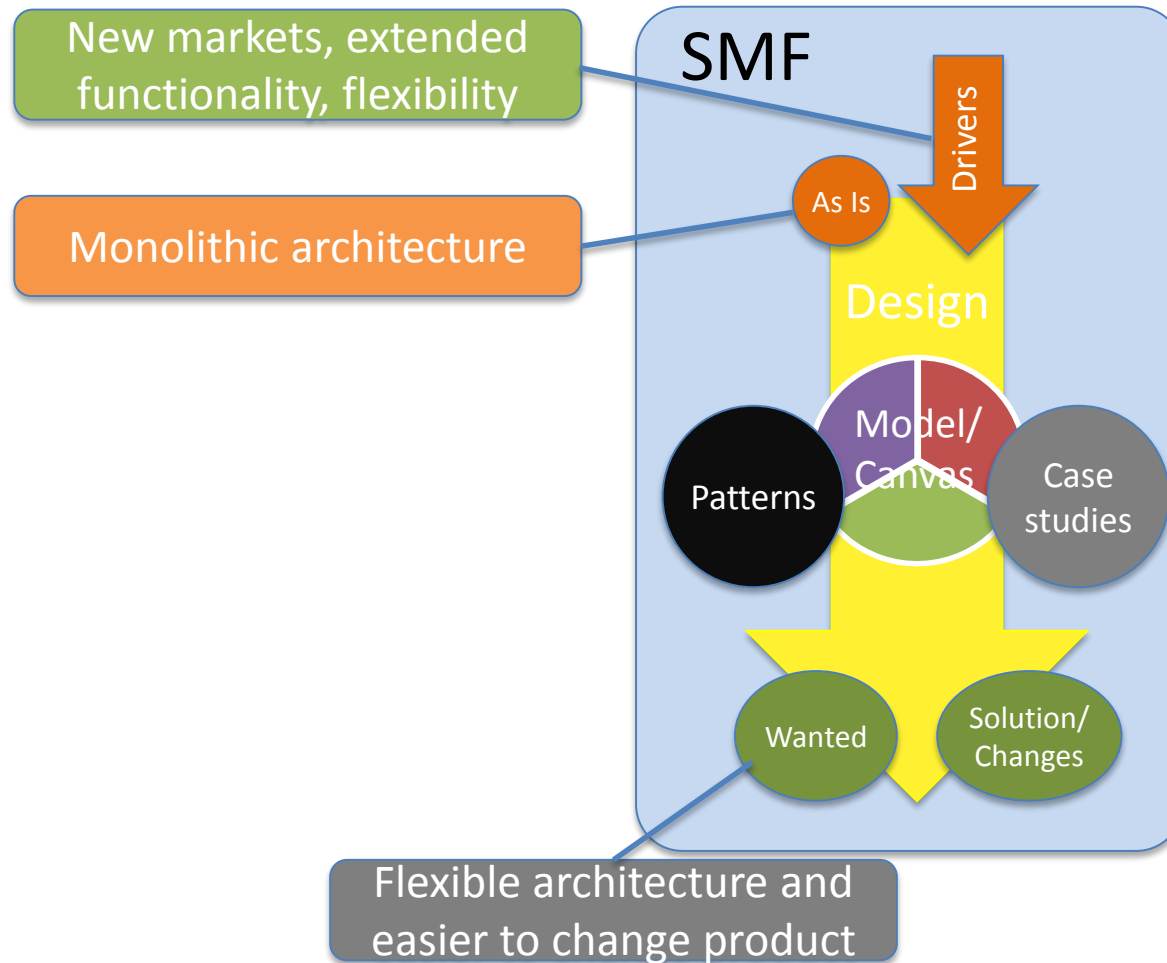 New markets, extended
functionality, flexibility
SMF
Drivers
As Is
Monolithic architecture
Design
Model/
Canvas
Patterns
Case
studies
Wanted
Solution/
Changes
Flexible architecture and
easier to change product